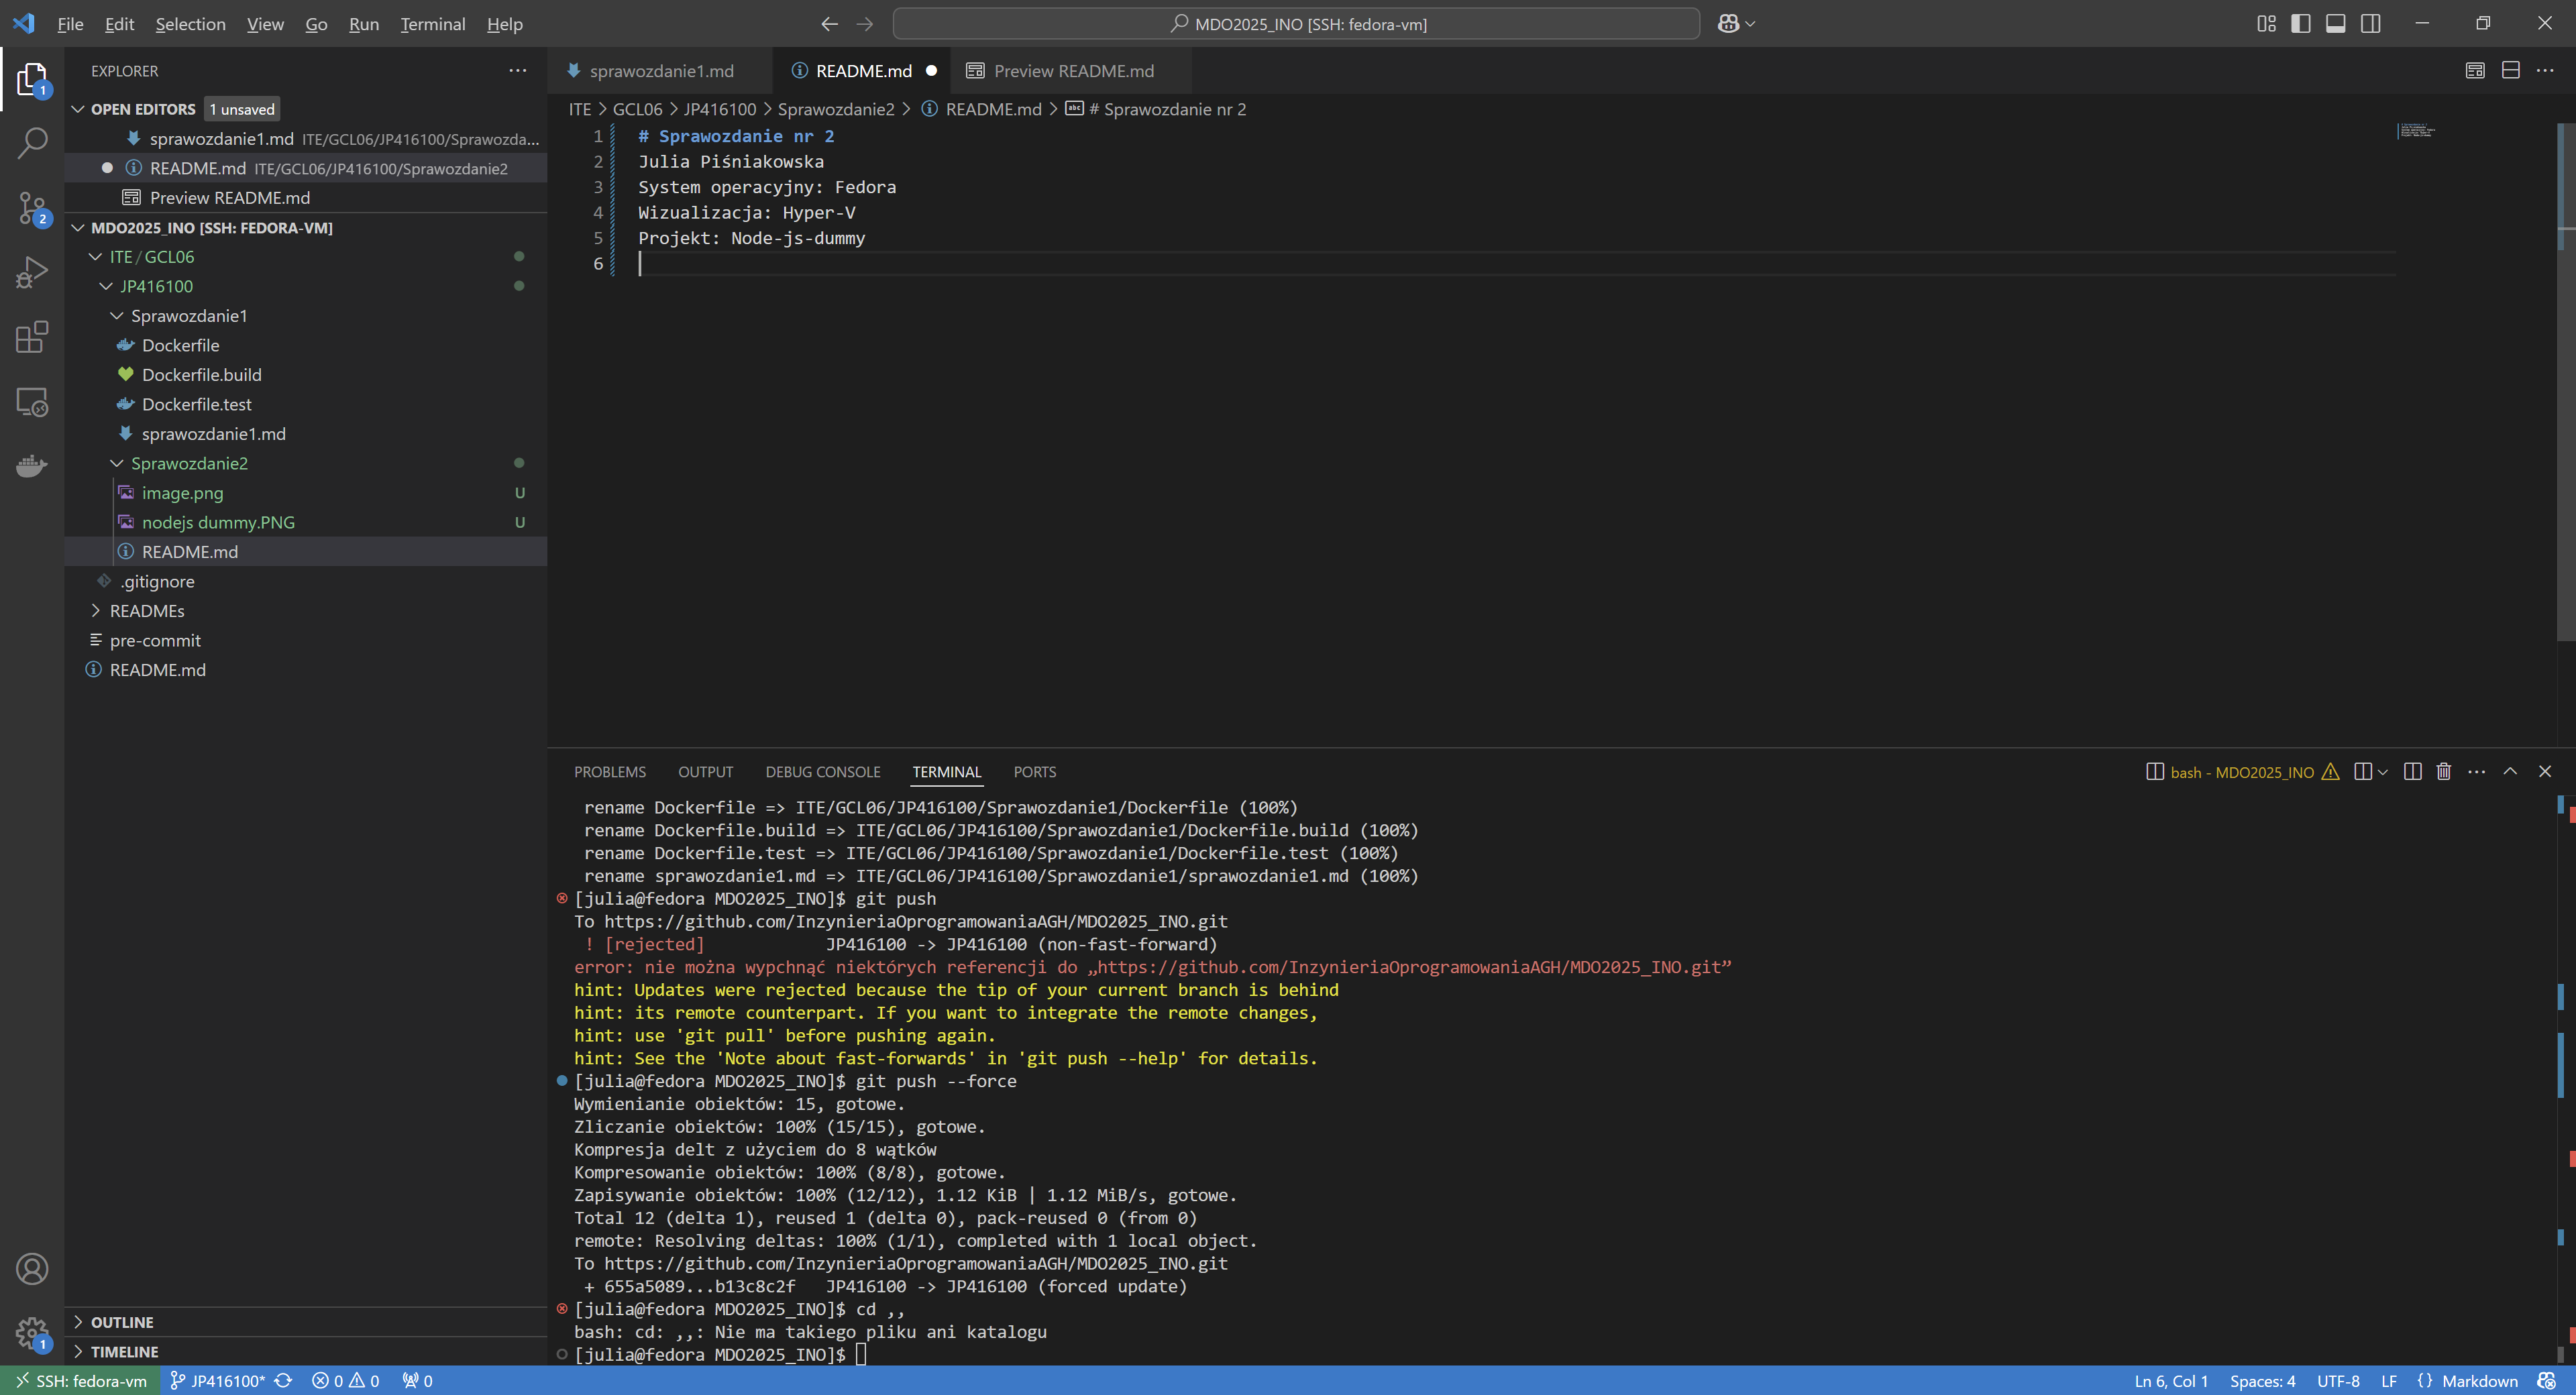 File Edit Selection View Go Run Terminal Help
MDO2025_INO [SSH: fedora-vm]
EXPLORER
OPEN EDITORS 1 unsaved
sprawozdanie1.md ITE/GCL06/JP416100/Sprawozda...
README.md ITE/GCL06/JP416100/Sprawozdanie2
Preview README.md
MDO2025_INO [SSH: FEDORA-VM]
ITE / GCL06
JP416100
Sprawozdanie1
Dockerfile
Dockerfile.build
Dockerfile.test
sprawozdanie1.md
Sprawozdanie2
image.png U
nodejs dummy.PNG U
README.md
.gitignore
READMEs
pre-commit
README.md
OUTLINE
TIMELINE
1
2
1
sprawozdanie1.md README.md Preview README.md
ITE > GCL06 > JP416100 > Sprawozdanie2 > README.md > # Sprawozdanie nr 2
1 # Sprawozdanie nr 2
2 Julia Piśniakowska
3 System operacyjny: Fedora
4 Wizualizacja: Hyper-V
5 Projekt: Node-js-dummy
6
PROBLEMS OUTPUT DEBUG CONSOLE TERMINAL PORTS
bash - MDO2025_INO
rename Dockerfile => ITE/GCL06/JP416100/Sprawozdanie1/Dockerfile (100%)
rename Dockerfile.build => ITE/GCL06/JP416100/Sprawozdanie1/Dockerfile.build (100%)
rename Dockerfile.test => ITE/GCL06/JP416100/Sprawozdanie1/Dockerfile.test (100%)
rename sprawozdanie1.md => ITE/GCL06/JP416100/Sprawozdanie1/sprawozdanie1.md (100%)
[julia@fedora MDO2025_INO]$ git push
To https://github.com/InzynieriaOprogramowaniaAGH/MDO2025_INO.git
! [rejected] JP416100 -> JP416100 (non-fast-forward)
error: nie można wypchnąć niektórych referencji do „https://github.com/InzynieriaOprogramowaniaAGH/MDO2025_INO.git”
hint: Updates were rejected because the tip of your current branch is behind
hint: its remote counterpart. If you want to integrate the remote changes,
hint: use 'git pull' before pushing again.
hint: See the 'Note about fast-forwards' in 'git push --help' for details.
[julia@fedora MDO2025_INO]$ git push --force
Wymienianie obiektów: 15, gotowe.
Zliczanie obiektów: 100% (15/15), gotowe.
Kompresja delt z użyciem do 8 wątków
Kompresowanie obiektów: 100% (8/8), gotowe.
Zapisywanie obiektów: 100% (12/12), 1.12 KiB | 1.12 MiB/s, gotowe.
Total 12 (delta 1), reused 1 (delta 0), pack-reused 0 (from 0)
remote: Resolving deltas: 100% (1/1), completed with 1 local object.
To https://github.com/InzynieriaOprogramowaniaAGH/MDO2025_INO.git
+ 655a5089...b13c8c2f JP416100 -> JP416100 (forced update)
[julia@fedora MDO2025_INO]$ cd ,,
bash: cd: ,,: Nie ma takiego pliku ani katalogu
[julia@fedora MDO2025_INO]$
SSH: fedora-vm JP416100* 0 0 0 Ln 6, Col 1 Spaces: 4 UTF-8 LF {} Markdown